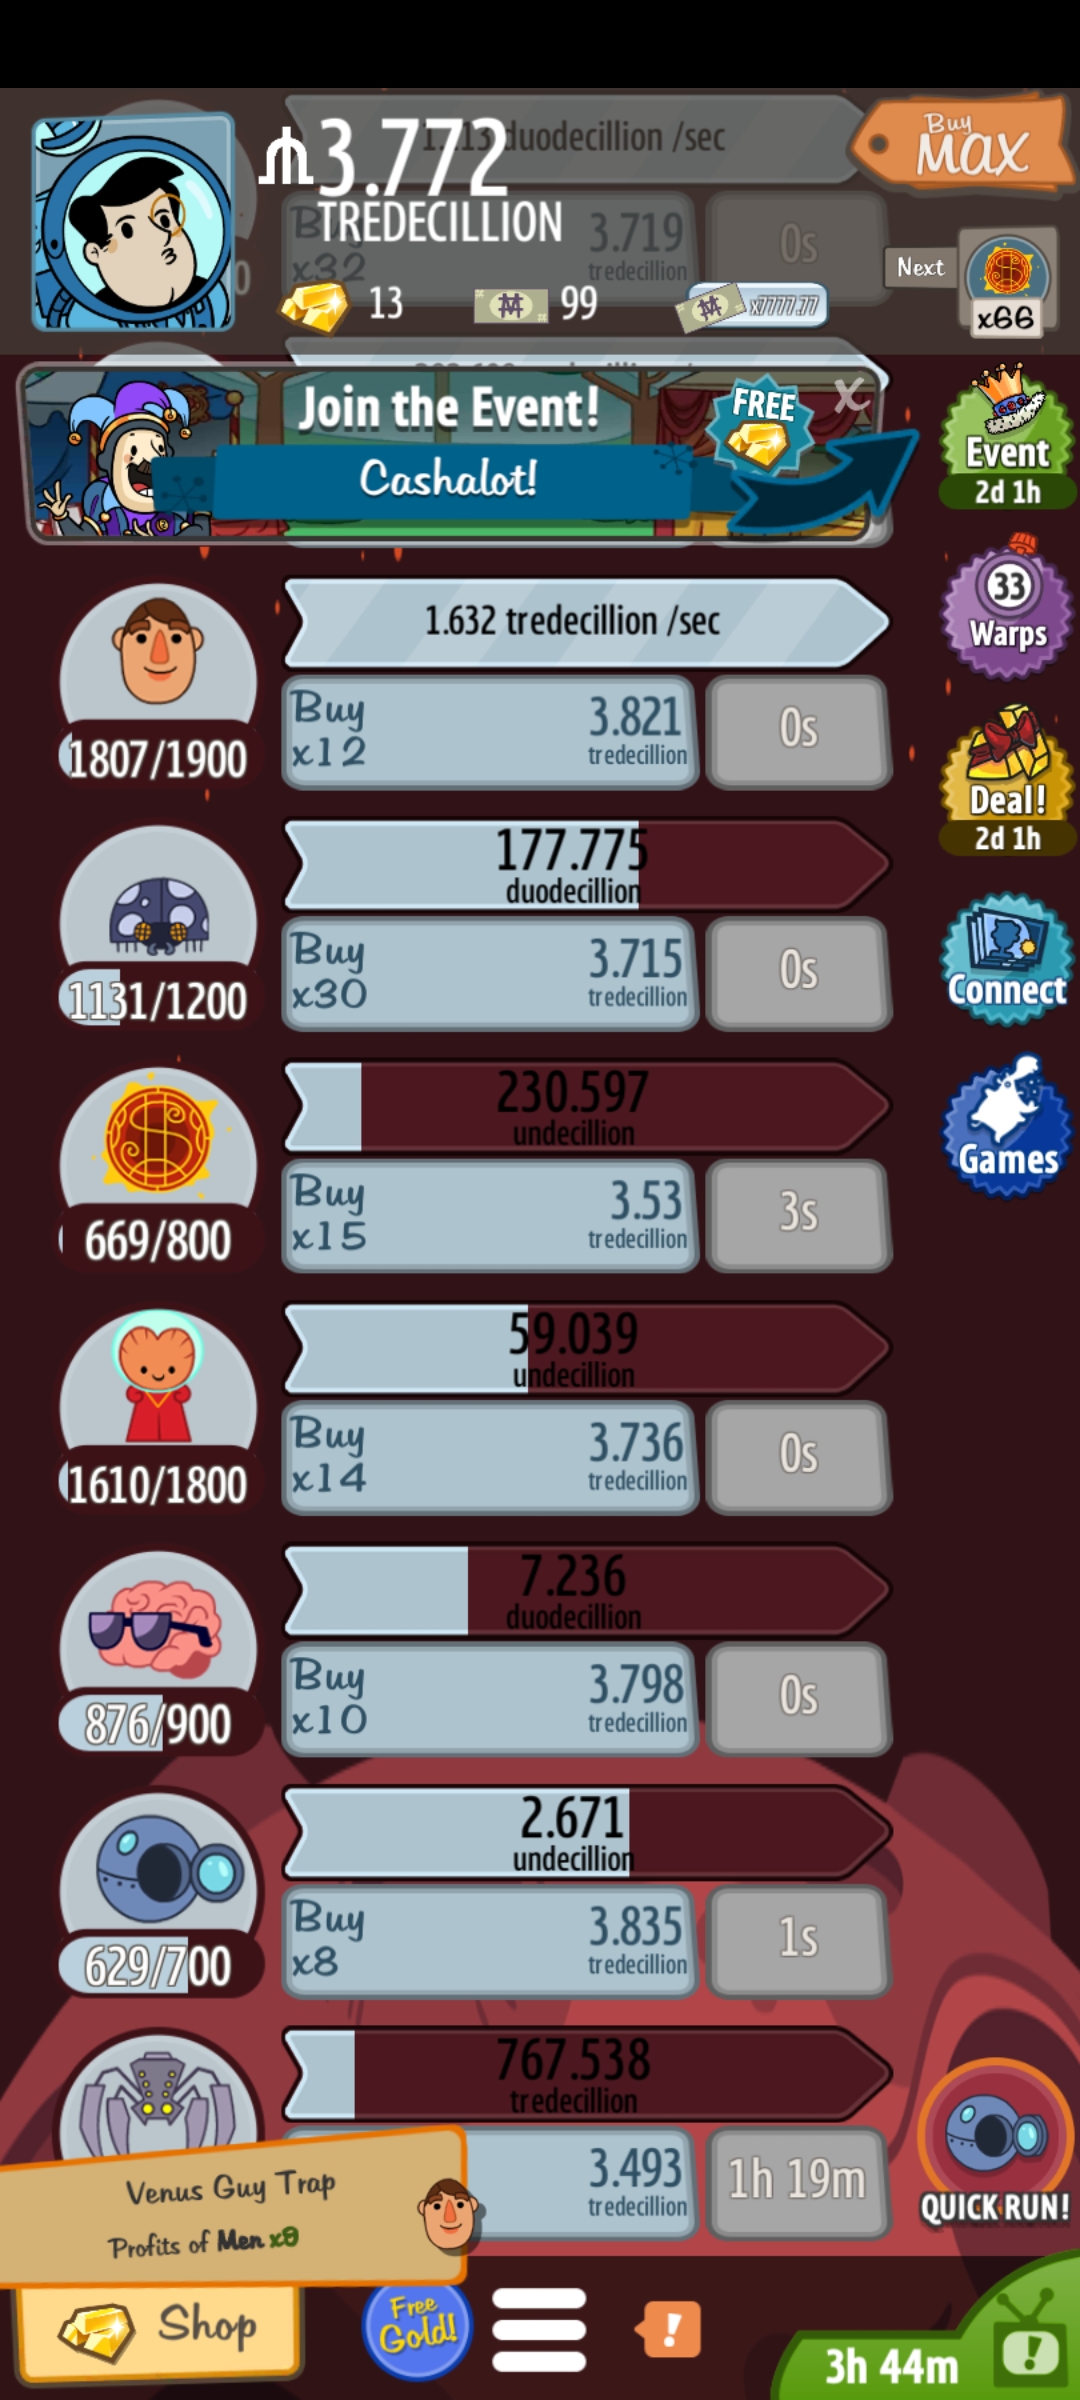 1.113 duodecillion /sec
3.772
TREDECILLION
Buy
MAX
Buy
x32
3.719
tredecillion
0s
13
99
x7777.77
Next
x66
Join the Event!
FREE
X
Cashalot!
Event
2d 1h
1.632 tredecillion /sec
Buy
x12
3.821
tredecillion
0s
1807/1900
33
Warps
177.775
duodecillion
Buy
x30
3.715
tredecillion
0s
1131/1200
Deal!
2d 1h
Connect
230.597
undecillion
Buy
x15
3.53
tredecillion
3s
669/800
Games
59.039
undecillion
Buy
x14
3.736
tredecillion
0s
1610/1800
7.236
duodecillion
Buy
x10
3.798
tredecillion
0s
876/900
2.671
undecillion
Buy
x8
3.835
tredecillion
1s
629/700
767.538
tredecillion
3.493
tredecillion
1h 19m
QUICK RUN!
Venus Guy Trap
Profits of Men x9
Shop
Free
Gold!
!
3h 44m
!